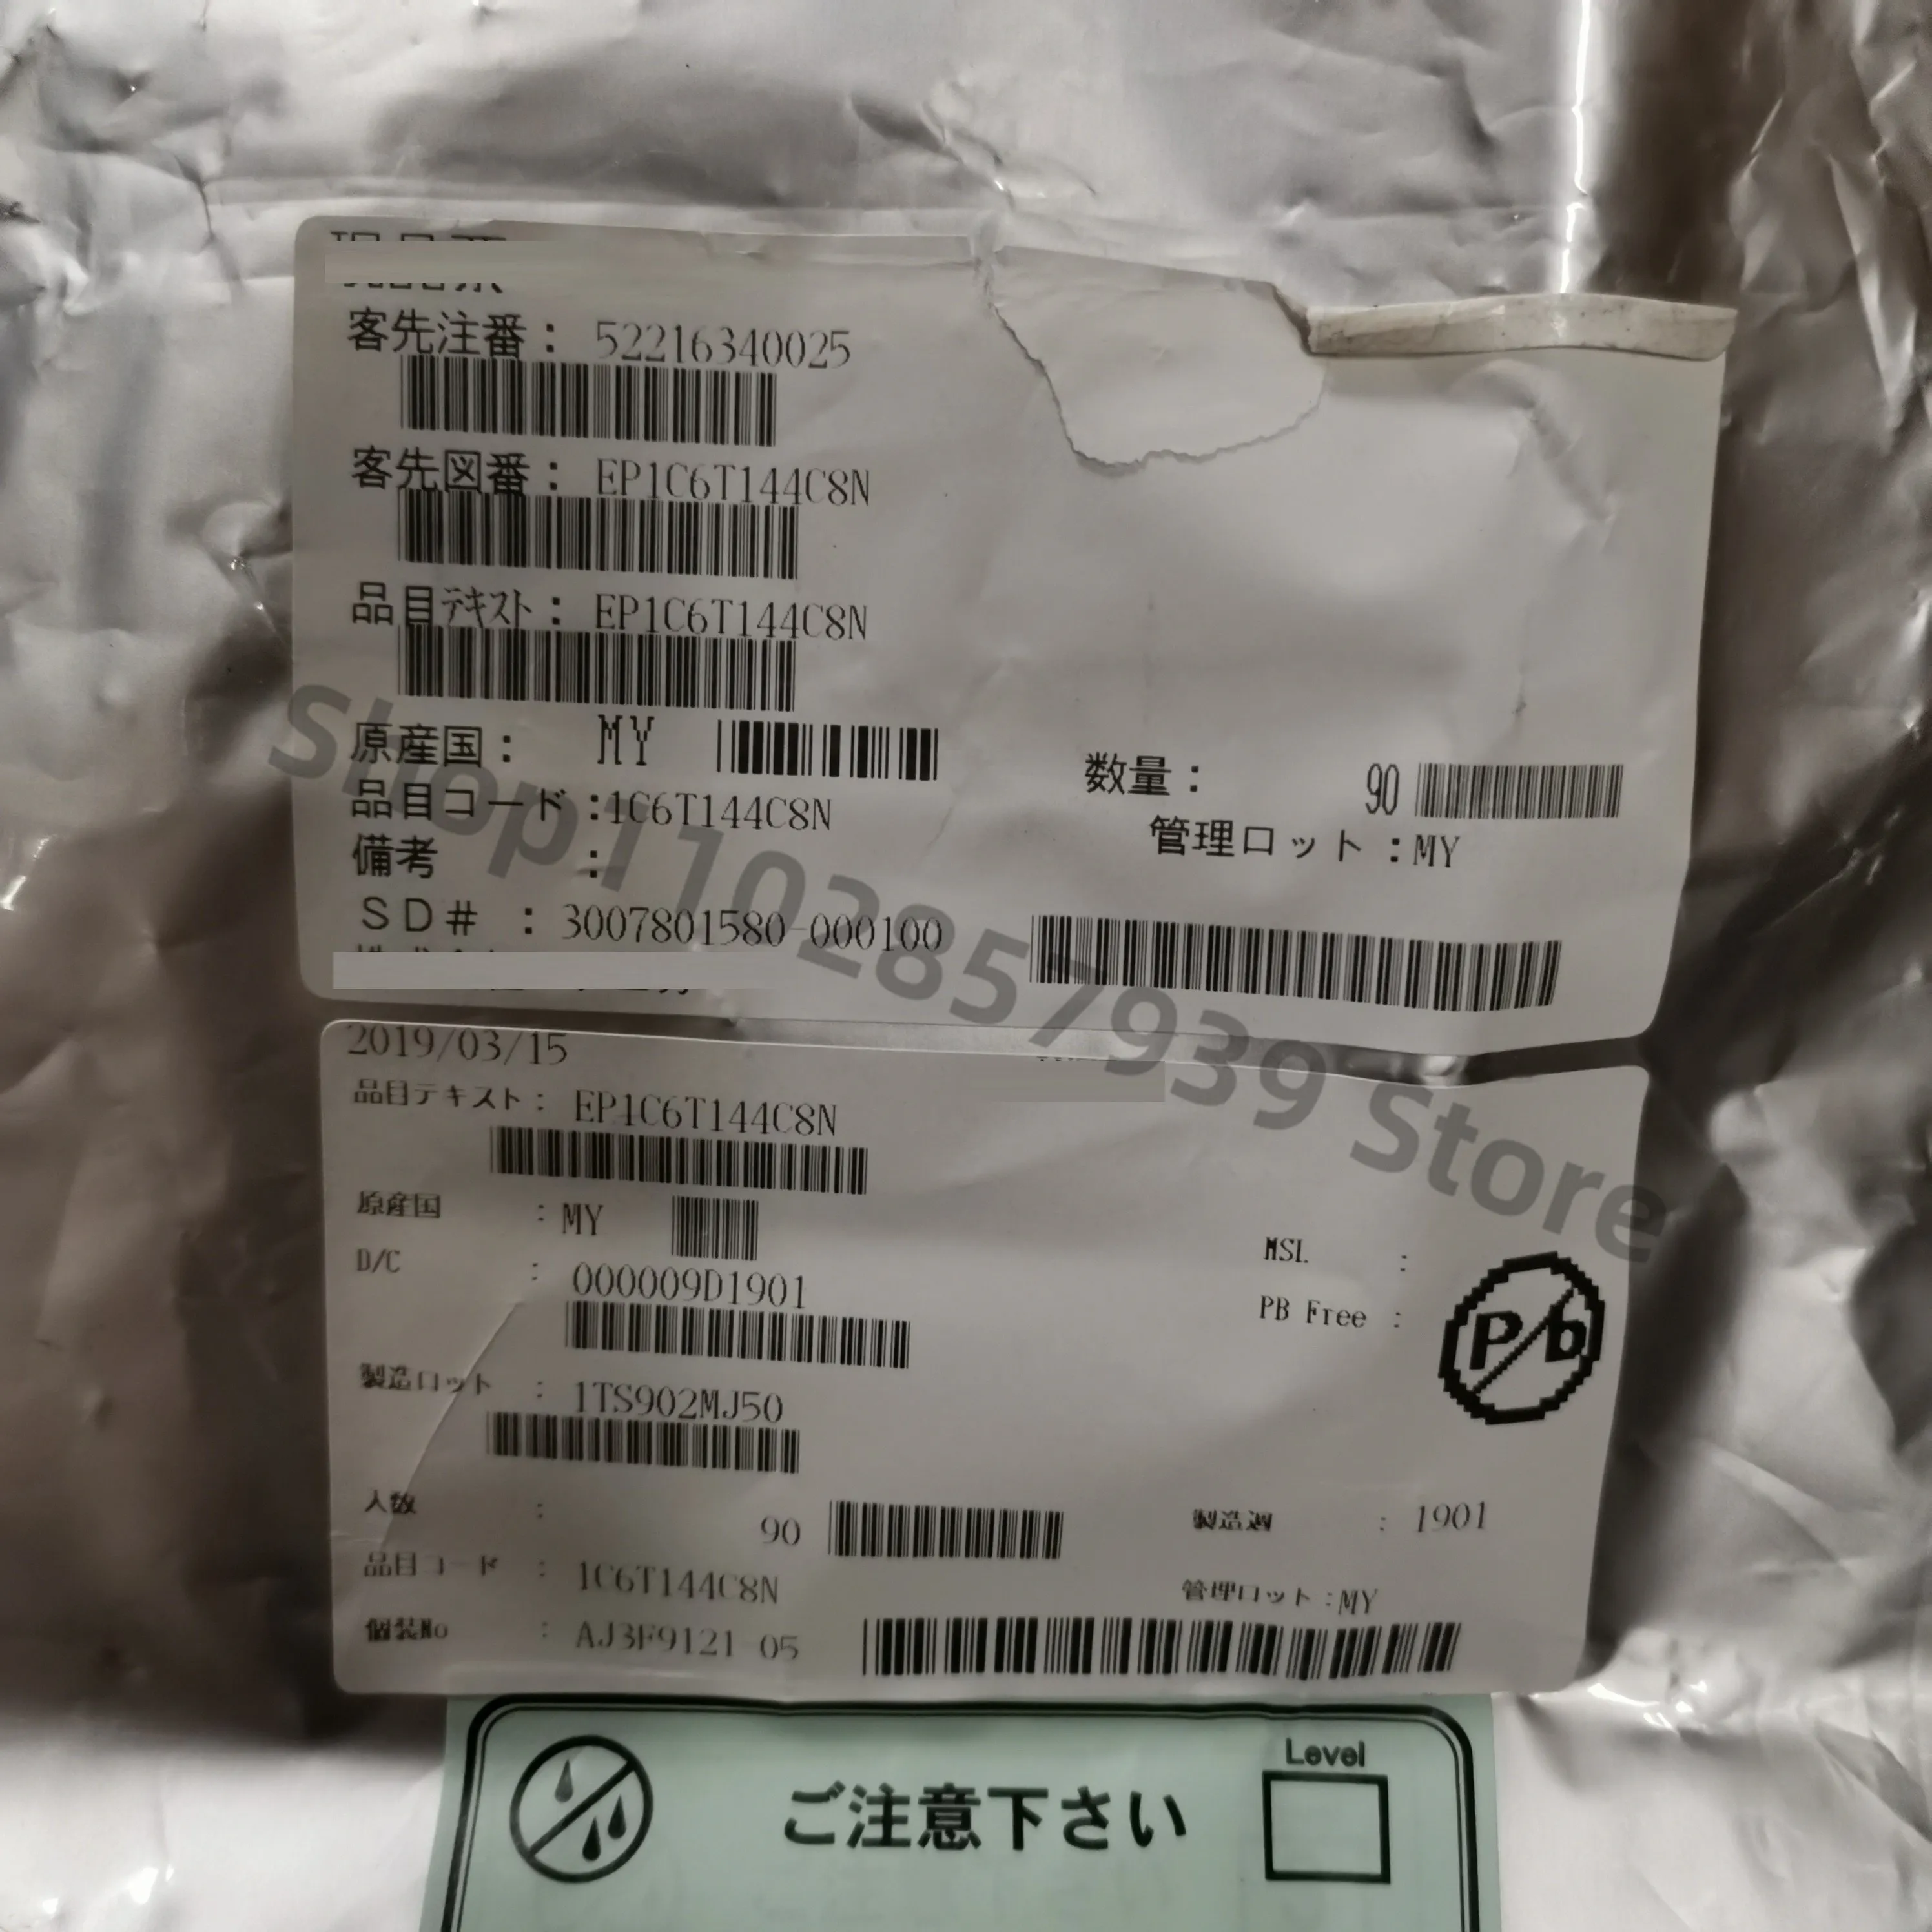 客先注番： 52216340025
客先図番： EP1C6T144C8N
品目テキスト： EP1C6T144C8N
原産国： MY
数量： 90
品目コード：1C6T144C8N
管理ロット：MY
備考 ：
ＳＤ＃ ：3007801580-000100
2019/03/15
品目テキスト： EP1C6T144C8N
原産国 ：MY
D/C ： 000009D1901
MSL ：
PB Free ：
Pb
製造ロット ： 1TS902MJ50
入数 ： 90
製造週 ： 1901
品目コード ： 1C6T144C8N
管理ロット：MY
個装No ： AJ3F9121 05
Level
ご注意下さい
Shop1102857939 Store